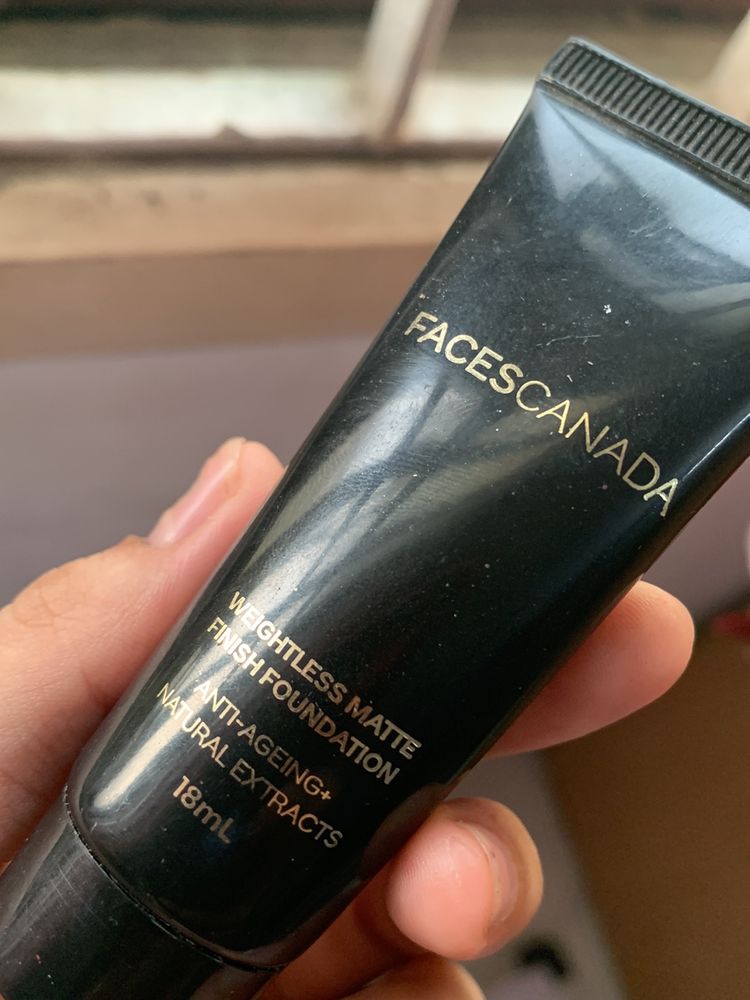 FACESCANADA
WEIGHTLESS MATTE
FINISH FOUNDATION
ANTI-AGEING+
NATURAL EXTRACTS
18mL